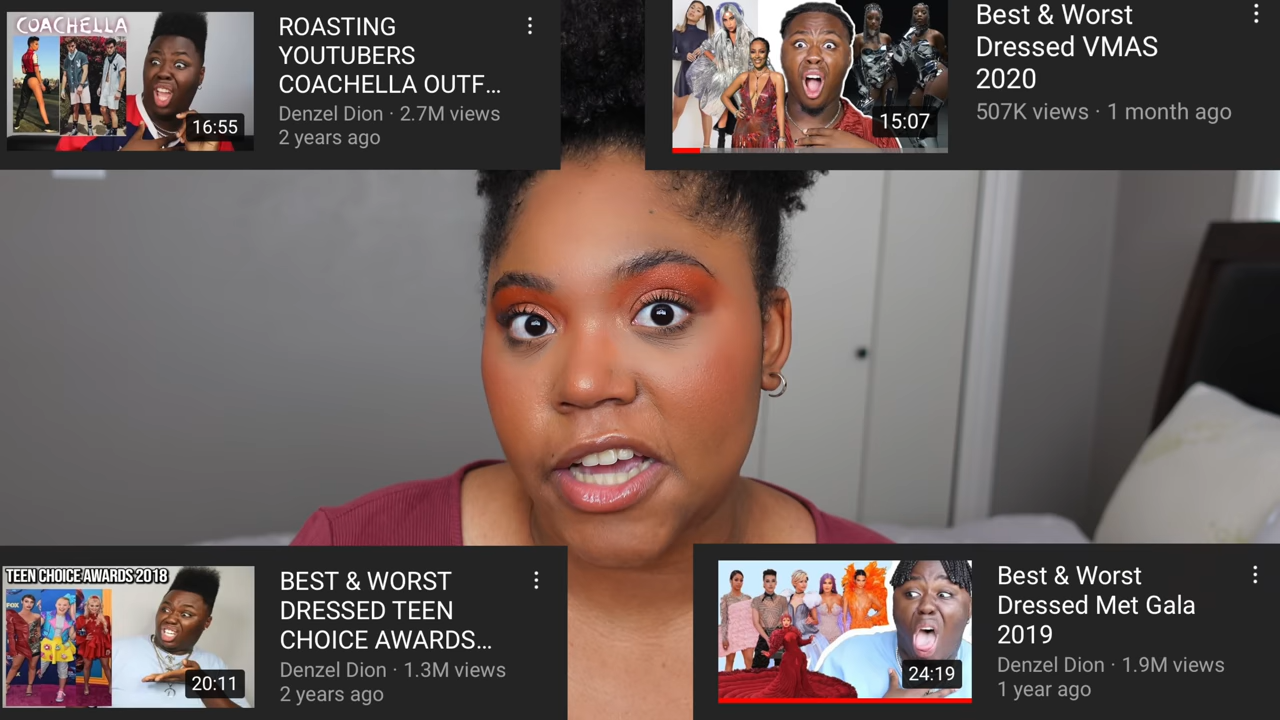 COACHELLA
16:55
ROASTING
YOUTUBERS
COACHELLA OUTF...
Denzel Dion · 2.7M views
2 years ago
15:07
Best & Worst
Dressed VMAS
2020
507K views · 1 month ago
TEEN CHOICE AWARDS 2018
FOX
20:11
BEST & WORST
DRESSED TEEN
CHOICE AWARDS...
Denzel Dion · 1.3M views
2 years ago
24:19
Best & Worst
Dressed Met Gala
2019
Denzel Dion · 1.9M views
1 year ago